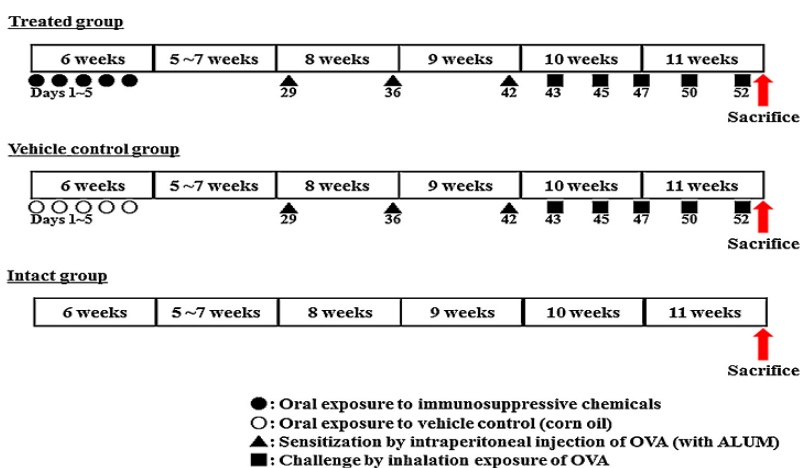 Treated group
6 weeks 5~7 weeks 8 weeks 9 weeks 10 weeks 11 weeks
Days 1~5 29 36 42 43 45 47 50 52
Sacrifice
Vehicle control group
6 weeks 5~7 weeks 8 weeks 9 weeks 10 weeks 11 weeks
Days 1~5 29 36 42 43 45 47 50 52
Sacrifice
Intact group
6 weeks 5~7 weeks 8 weeks 9 weeks 10 weeks 11 weeks
Sacrifice
●: Oral exposure to immunosuppressive chemicals
○: Oral exposure to vehicle control (corn oil)
▲: Sensitization by intraperitoneal injection of OVA (with ALUM)
■: Challenge by inhalation exposure of OVA